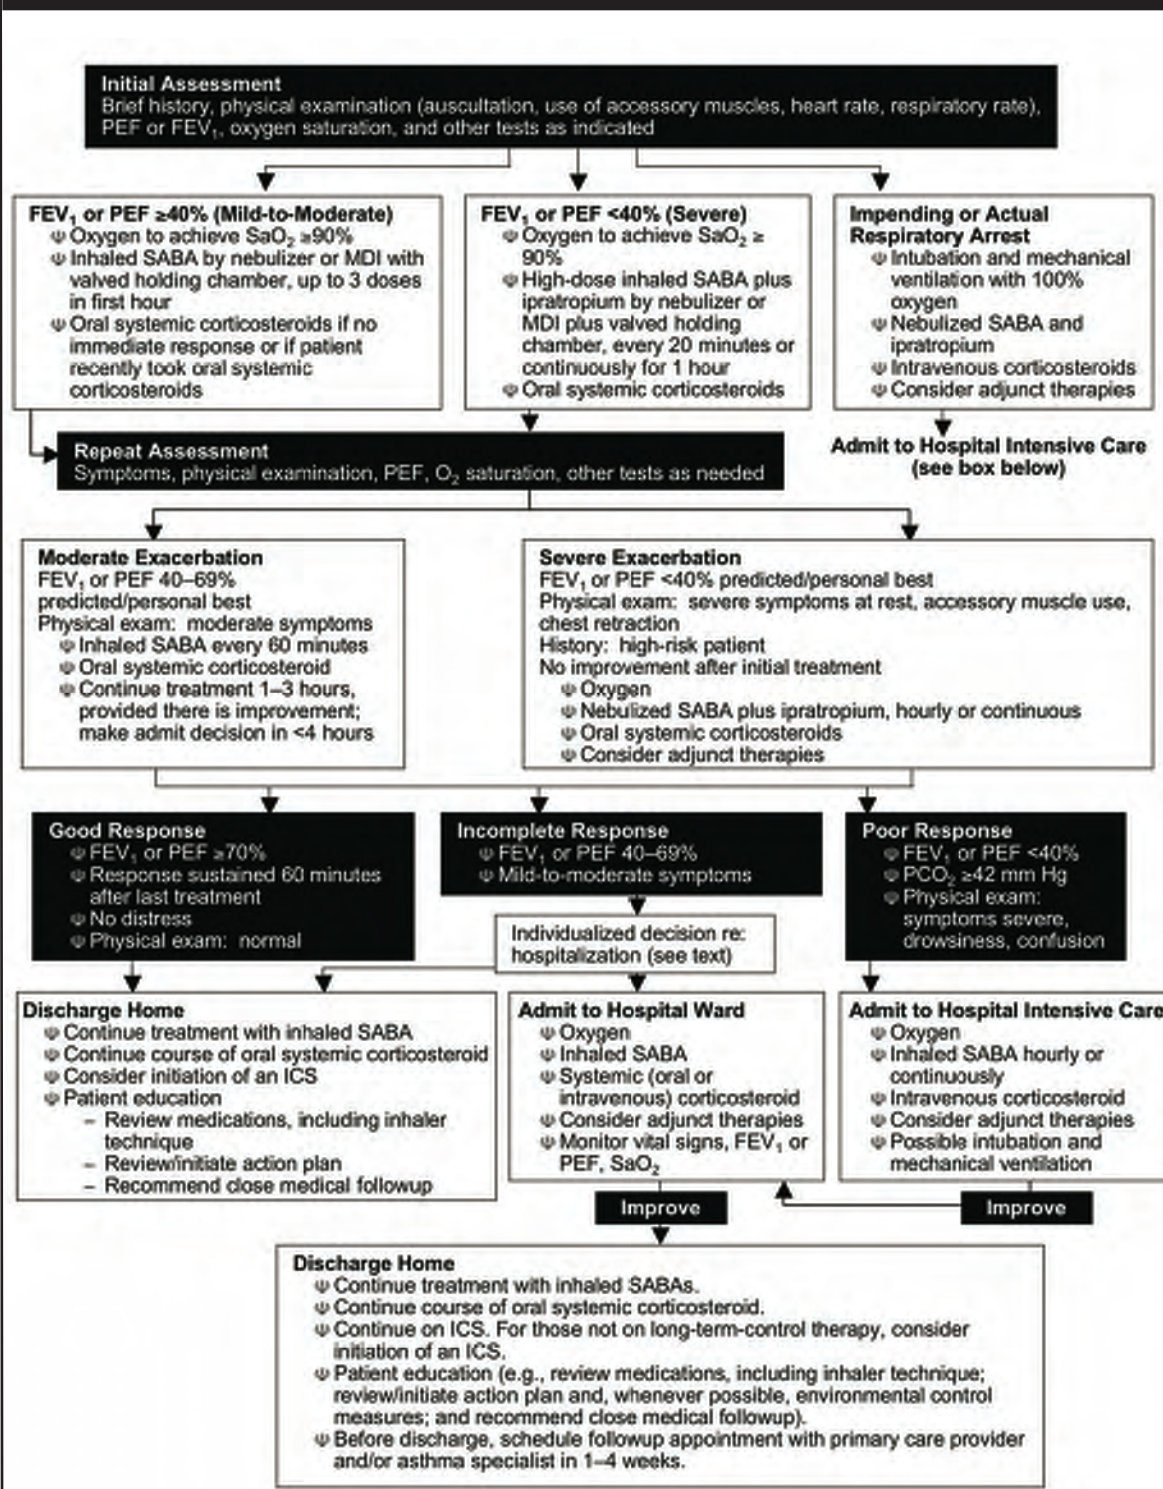 Initial Assessment
Brief history, physical examination (auscultation, use of accessory muscles, heart rate, respiratory rate),
PEF or FEV₁, oxygen saturation, and other tests as indicated
FEV₁ or PEF ≥40% (Mild-to-Moderate)
Oxygen to achieve SaO₂ ≥90%
Inhaled SABA by nebulizer or MDI with
valved holding chamber, up to 3 doses
in first hour
Oral systemic corticosteroids if no
immediate response or if patient
recently took oral systemic
corticosteroids
FEV₁ or PEF <40% (Severe)
Oxygen to achieve SaO₂ ≥
90%
High-dose inhaled SABA plus
ipratropium by nebulizer or
MDI plus valved holding
chamber, every 20 minutes or
continuously for 1 hour
Oral systemic corticosteroids
Impending or Actual
Respiratory Arrest
Intubation and mechanical
ventilation with 100%
oxygen
Nebulized SABA and
ipratropium
Intravenous corticosteroids
Consider adjunct therapies
Admit to Hospital Intensive Care
(see box below)
Repeat Assessment
Symptoms, physical examination, PEF, O₂ saturation, other tests as needed
Moderate Exacerbation
FEV₁ or PEF 40–69%
predicted/personal best
Physical exam: moderate symptoms
Inhaled SABA every 60 minutes
Oral systemic corticosteroid
Continue treatment 1–3 hours,
provided there is improvement;
make admit decision in <4 hours
Severe Exacerbation
FEV₁ or PEF <40% predicted/personal best
Physical exam: severe symptoms at rest, accessory muscle use,
chest retraction
History: high-risk patient
No improvement after initial treatment
Oxygen
Nebulized SABA plus ipratropium, hourly or continuous
Oral systemic corticosteroids
Consider adjunct therapies
Good Response
FEV₁ or PEF ≥70%
Response sustained 60 minutes
after last treatment
No distress
Physical exam: normal
Incomplete Response
FEV₁ or PEF 40–69%
Mild-to-moderate symptoms
Poor Response
FEV₁ or PEF <40%
PCO₂ ≥42 mm Hg
Physical exam:
symptoms severe,
drowsiness, confusion
Individualized decision re:
hospitalization (see text)
Discharge Home
Continue treatment with inhaled SABA
Continue course of oral systemic corticosteroid
Consider initiation of an ICS
Patient education
– Review medications, including inhaler
technique
– Review/initiate action plan
– Recommend close medical followup
Admit to Hospital Ward
Oxygen
Inhaled SABA
Systemic (oral or
intravenous) corticosteroid
Consider adjunct therapies
Monitor vital signs, FEV₁ or
PEF, SaO₂
Admit to Hospital Intensive Care
Oxygen
Inhaled SABA hourly or
continuously
Intravenous corticosteroid
Consider adjunct therapies
Possible intubation and
mechanical ventilation
Improve
Improve
Discharge Home
Continue treatment with inhaled SABAs.
Continue course of oral systemic corticosteroid.
Continue on ICS. For those not on long-term-control therapy, consider
initiation of an ICS.
Patient education (e.g., review medications, including inhaler technique;
review/initiate action plan and, whenever possible, environmental control
measures; and recommend close medical followup).
Before discharge, schedule followup appointment with primary care provider
and/or asthma specialist in 1–4 weeks.